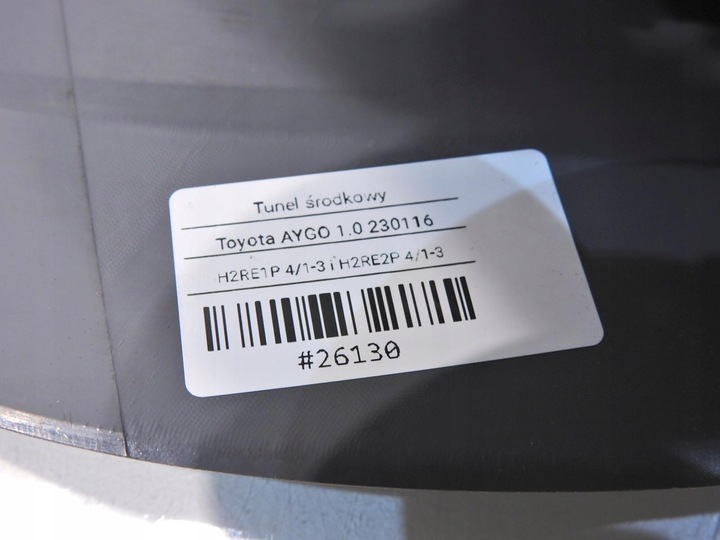 Tunel środkowy
Toyota AYGO 1.0 230116
H2RE1P 4/1-3 i H2RE2P 4/1-3
#26130